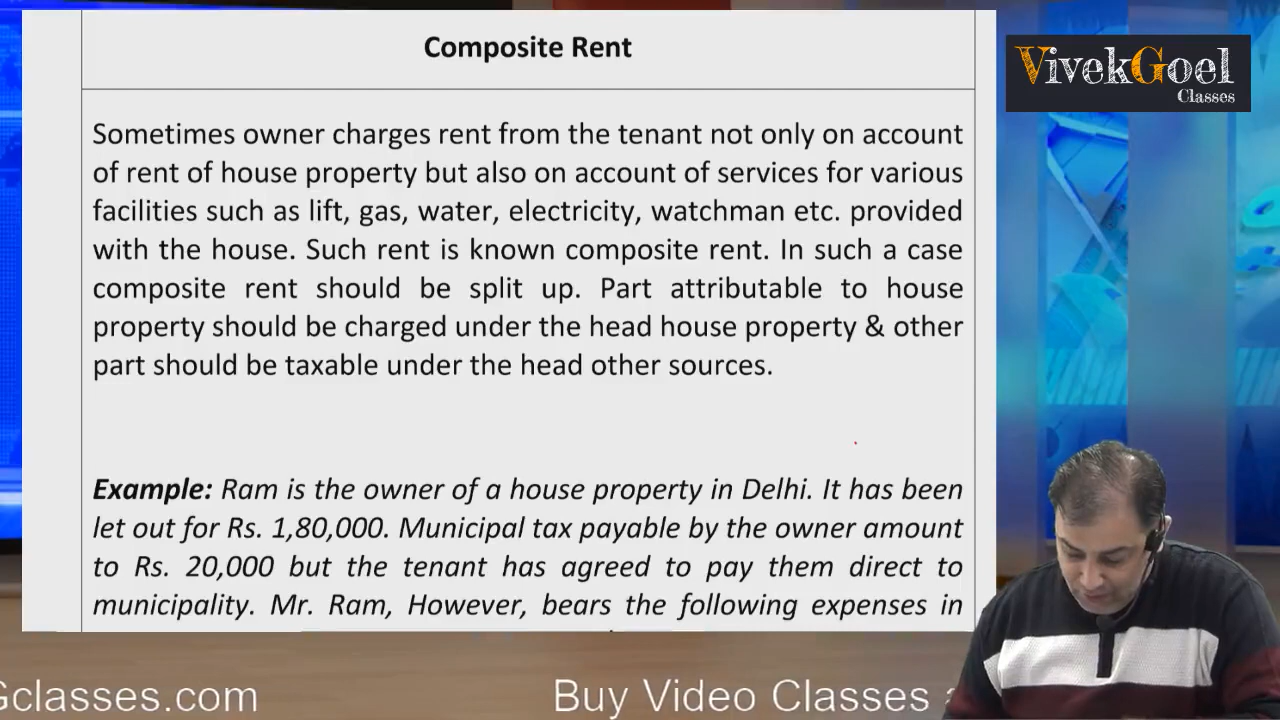 Composite Rent
VivekGoel
Classes
Sometimes owner charges rent from the tenant not only on account
of rent of house property but also on account of services for various
facilities such as lift, gas, water, electricity, watchman etc. provided
with the house. Such rent is known composite rent. In such a case
composite rent should be split up. Part attributable to house
property should be charged under the head house property & other
part should be taxable under the head other sources.
Example: Ram is the owner of a house property in Delhi. It has been
let out for Rs. 1,80,000. Municipal tax payable by the owner amount
to Rs. 20,000 but the tenant has agreed to pay them direct to
municipality. Mr. Ram, However, bears the following expenses in
Gclasses.com Buy Video Classes